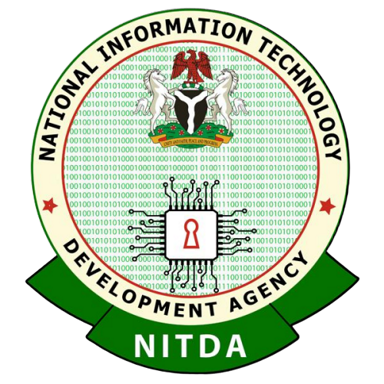 NATIONAL INFORMATION TECHNOLOGY
DEVELOPMENT AGENCY
NITDA